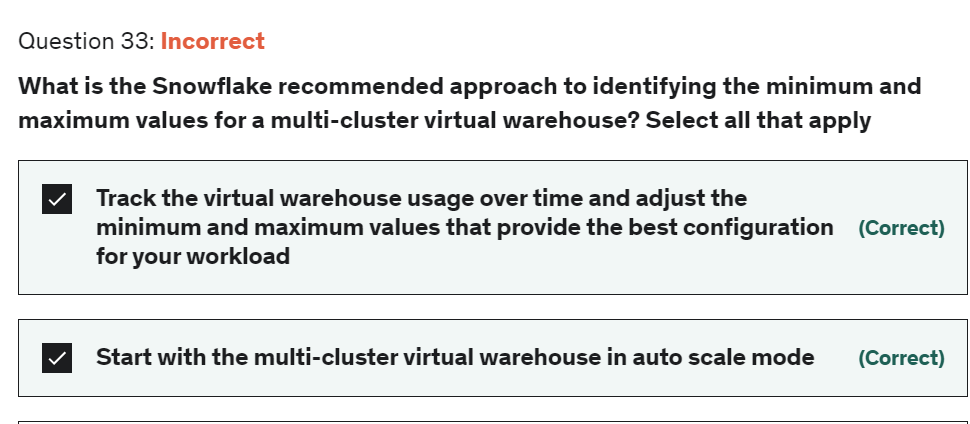 Question 33: Incorrect
What is the Snowflake recommended approach to identifying the minimum and
maximum values for a multi-cluster virtual warehouse? Select all that apply
Track the virtual warehouse usage over time and adjust the
minimum and maximum values that provide the best configuration
for your workload
(Correct)
Start with the multi-cluster virtual warehouse in auto scale mode
(Correct)